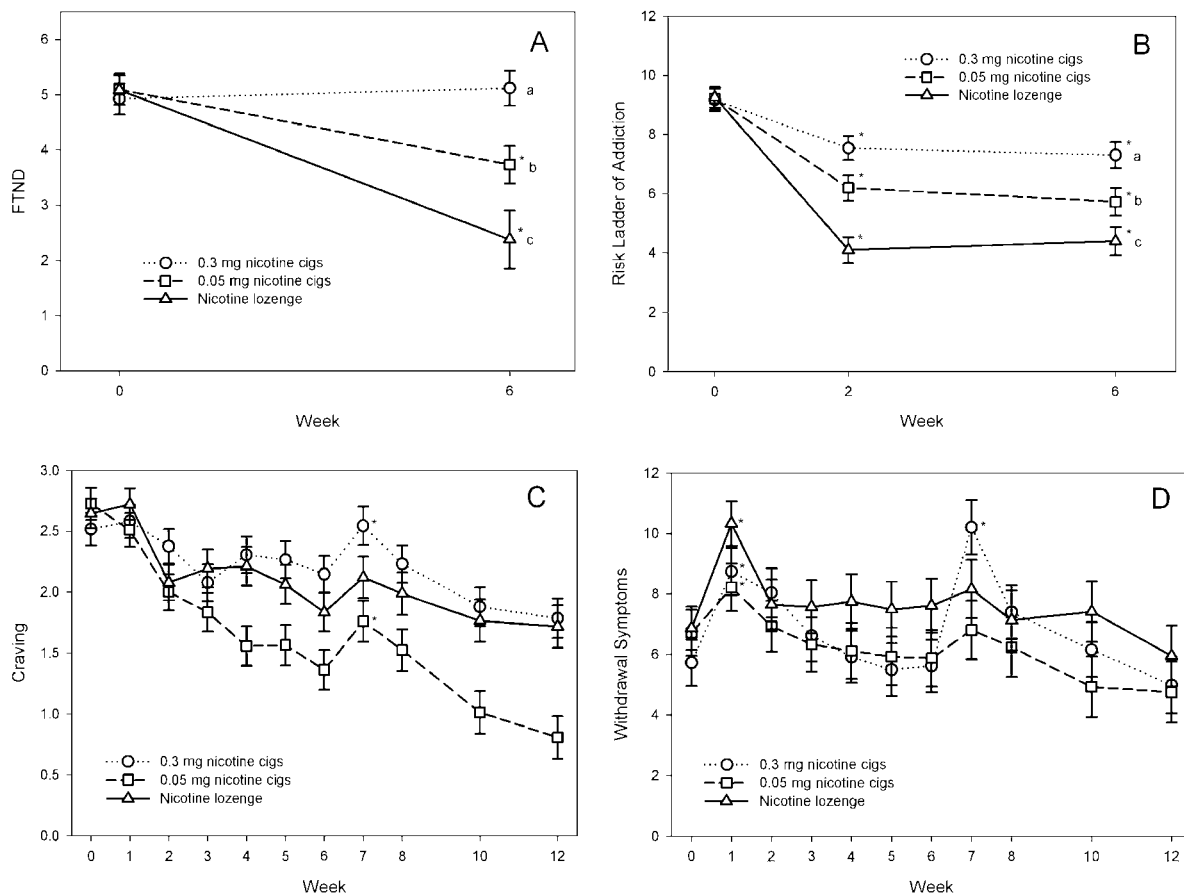 A
FTND
6
5
4
3
2
1
0
a
* b
* c
0.3 mg nicotine cigs
0.05 mg nicotine cigs
Nicotine lozenge
0
6
Week
B
Risk Ladder of Addiction
12
10
8
6
4
2
0
0.3 mg nicotine cigs
0.05 mg nicotine cigs
Nicotine lozenge
*
*
*
* a
* b
* c
0
2
6
Week
C
Craving
3.0
2.5
2.0
1.5
1.0
0.5
0.0
*
*
0.3 mg nicotine cigs
0.05 mg nicotine cigs
Nicotine lozenge
0 1 2 3 4 5 6 7 8 10 12
Week
D
Withdrawal Symptoms
12
10
8
6
4
2
0
*
*
*
*
0.3 mg nicotine cigs
0.05 mg nicotine cigs
Nicotine lozenge
0 1 2 3 4 5 6 7 8 10 12
Week